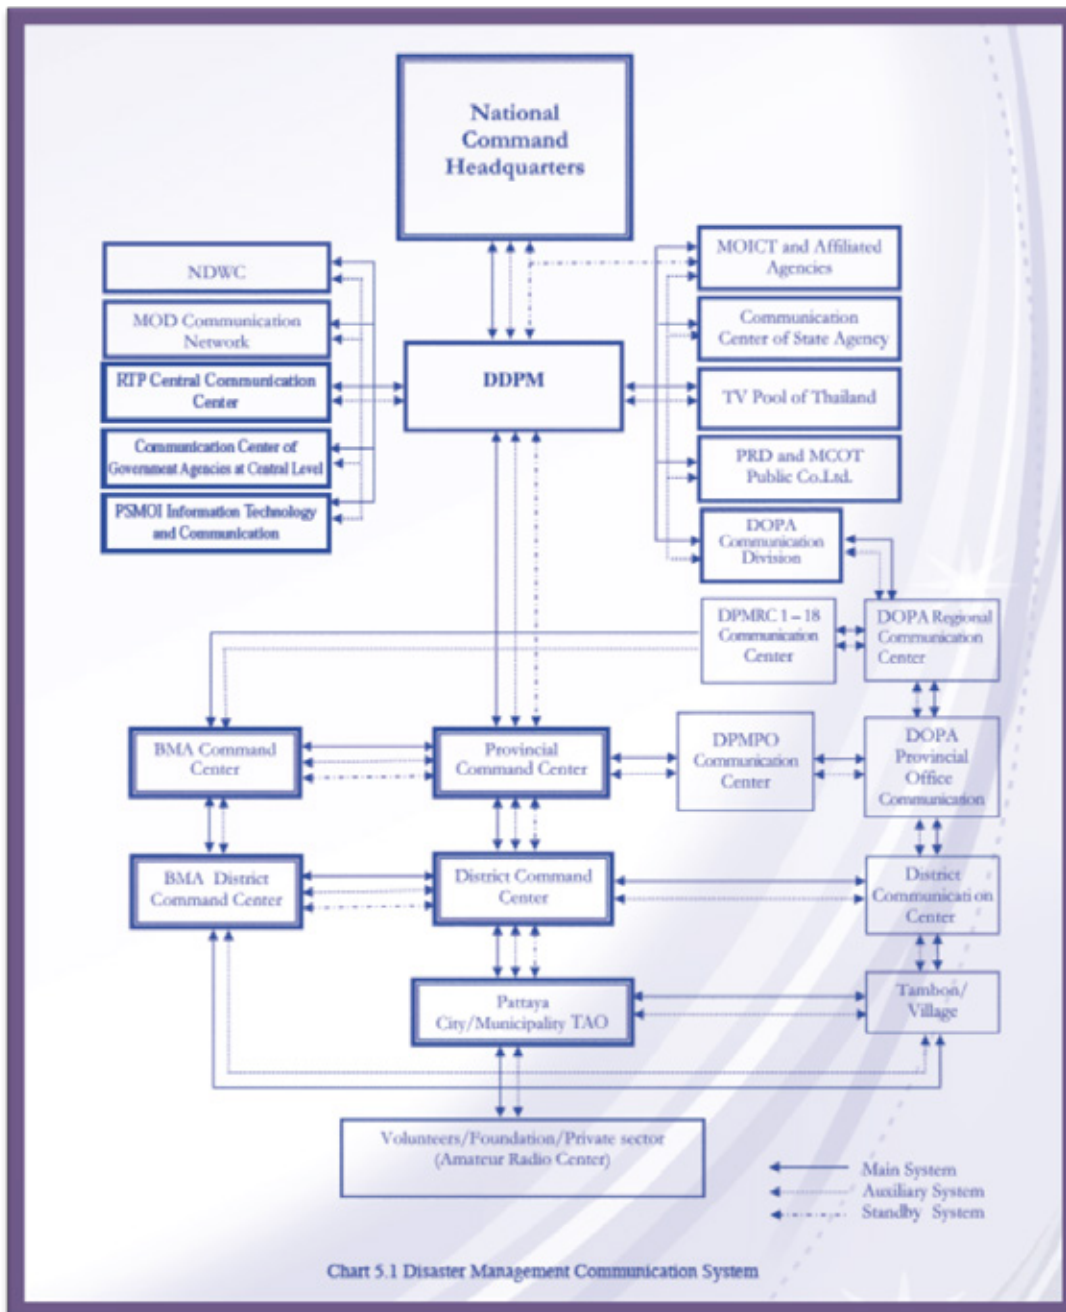 National
Command
Headquarters
NDWC
MOD Communication
Network
RTP Central Communication
Center
Communication Center of
Government Agencies at Central Level
PSMOI Information Technology
and Communication
DDPM
MOICT and Affiliated
Agencies
Communication
Center of State Agency
TV Pool of Thailand
PRD and MCOT
Public Co.Ltd.
DOPA
Communication
Division
DPMRC 1 – 18
Communication
Center
DOPA Regional
Communication
Center
BMA Command
Center
Provincial
Command Center
DPMPO
Communication
Center
DOPA
Provincial
Office
Communication
BMA District
Command Center
District Command
Center
District
Communication
Center
Pattaya
City/Municipality TAO
Tambon/
Village
Volunteers/Foundation/Private sector
(Amateur Radio Center)
Main System
Auxiliary System
Standby System
Chart 5.1 Disaster Management Communication System